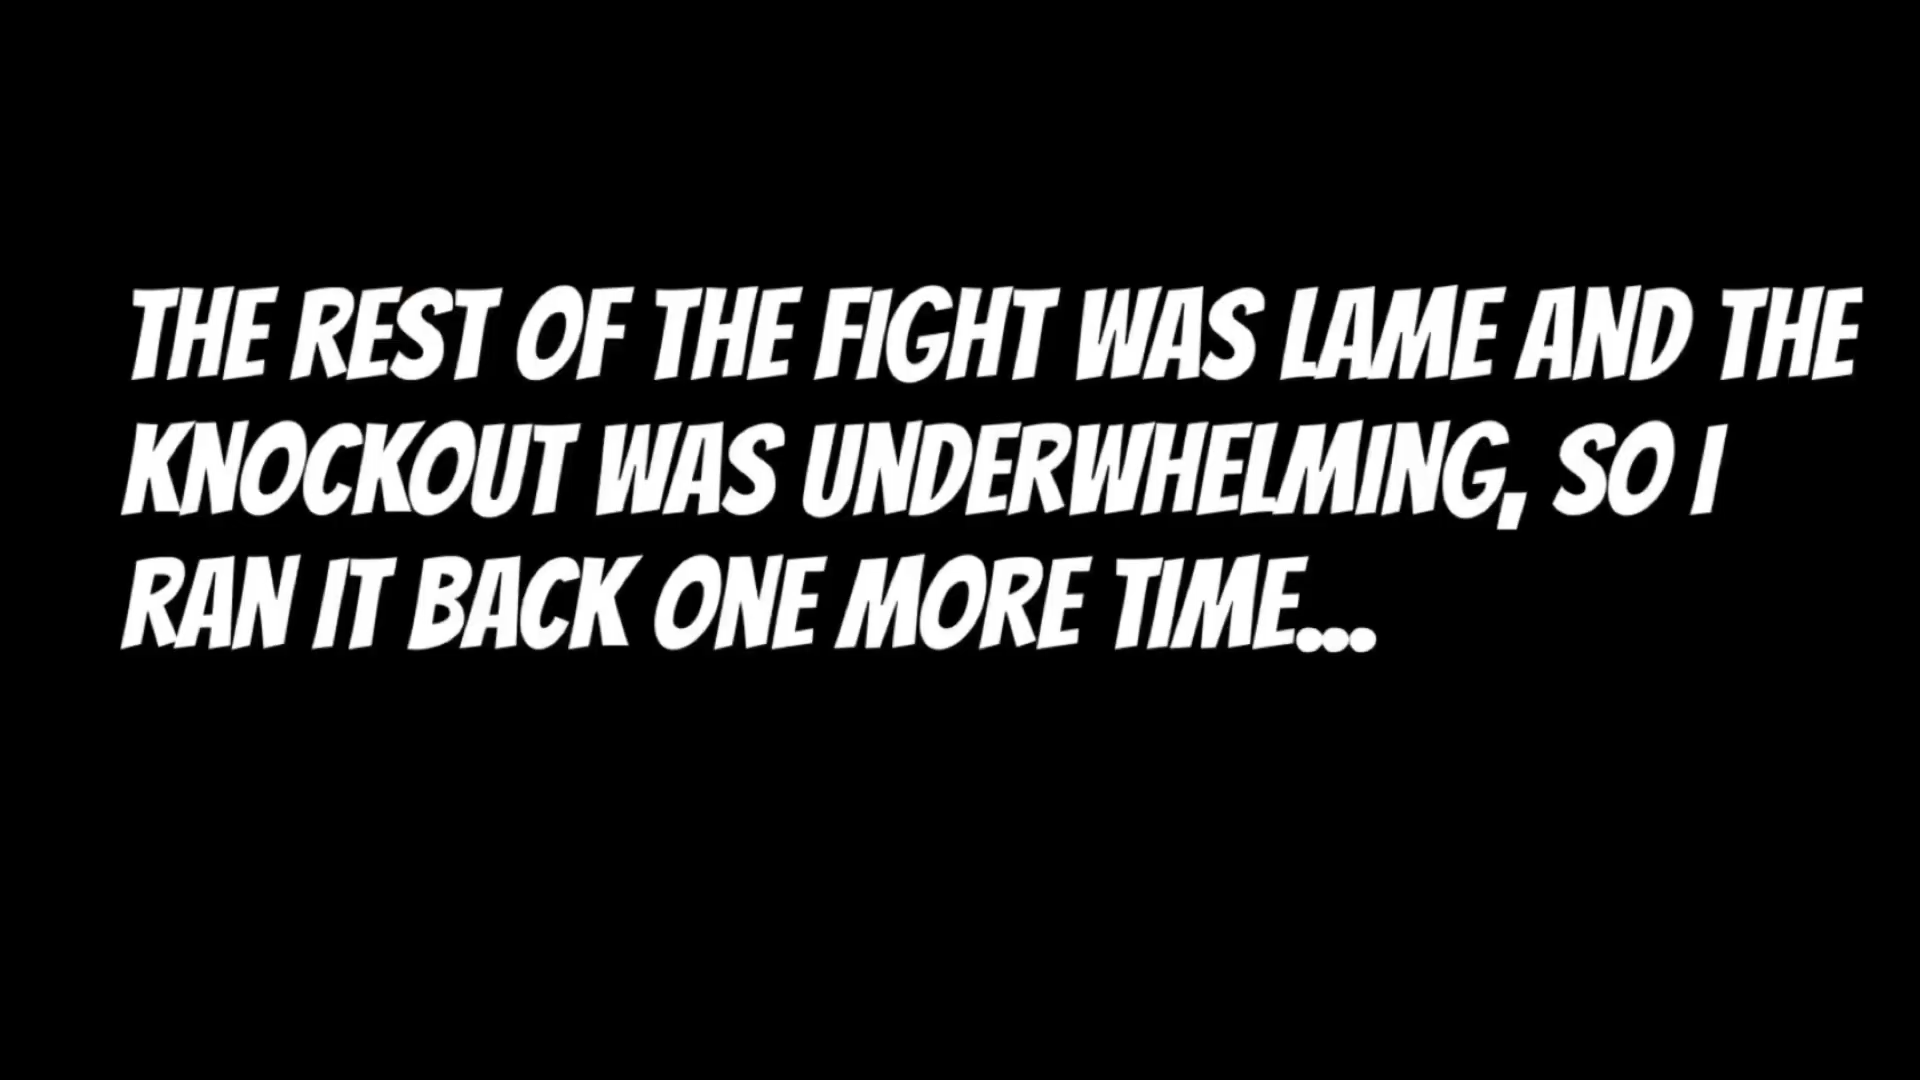 THE REST OF THE FIGHT WAS LAME AND THE
KNOCKOUT WAS UNDERWHELMING, SO I
RAN IT BACK ONE MORE TIME...